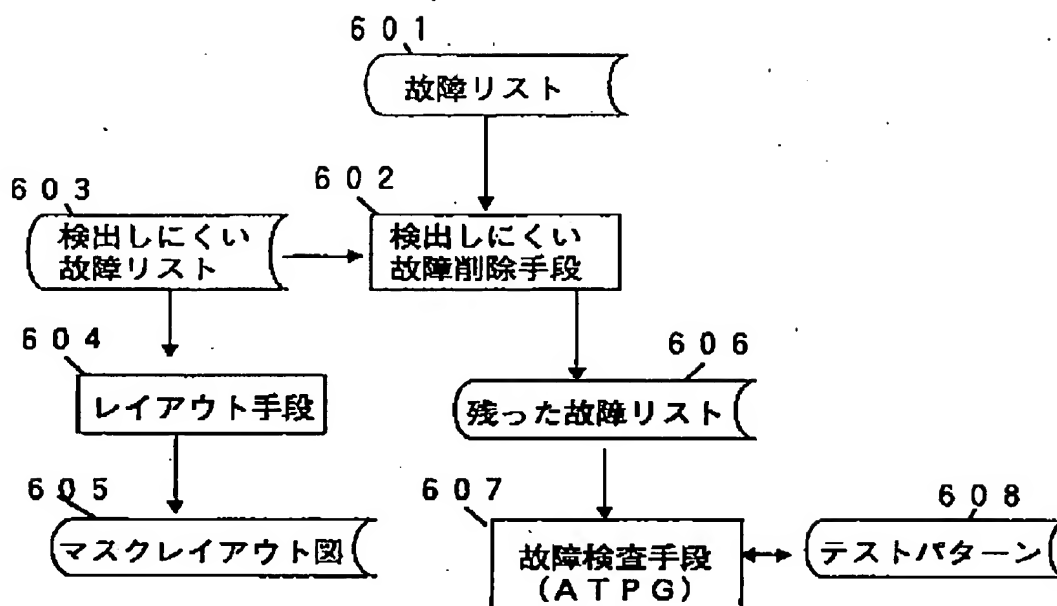 601
故障リスト
603
602
検出しにくい
故障リスト
検出しにくい
故障削除手段
604
606
レイアウト手段
残った故障リスト
605
607
608
マスクレイアウト図
故障検査手段
(ATPG)
テストパターン